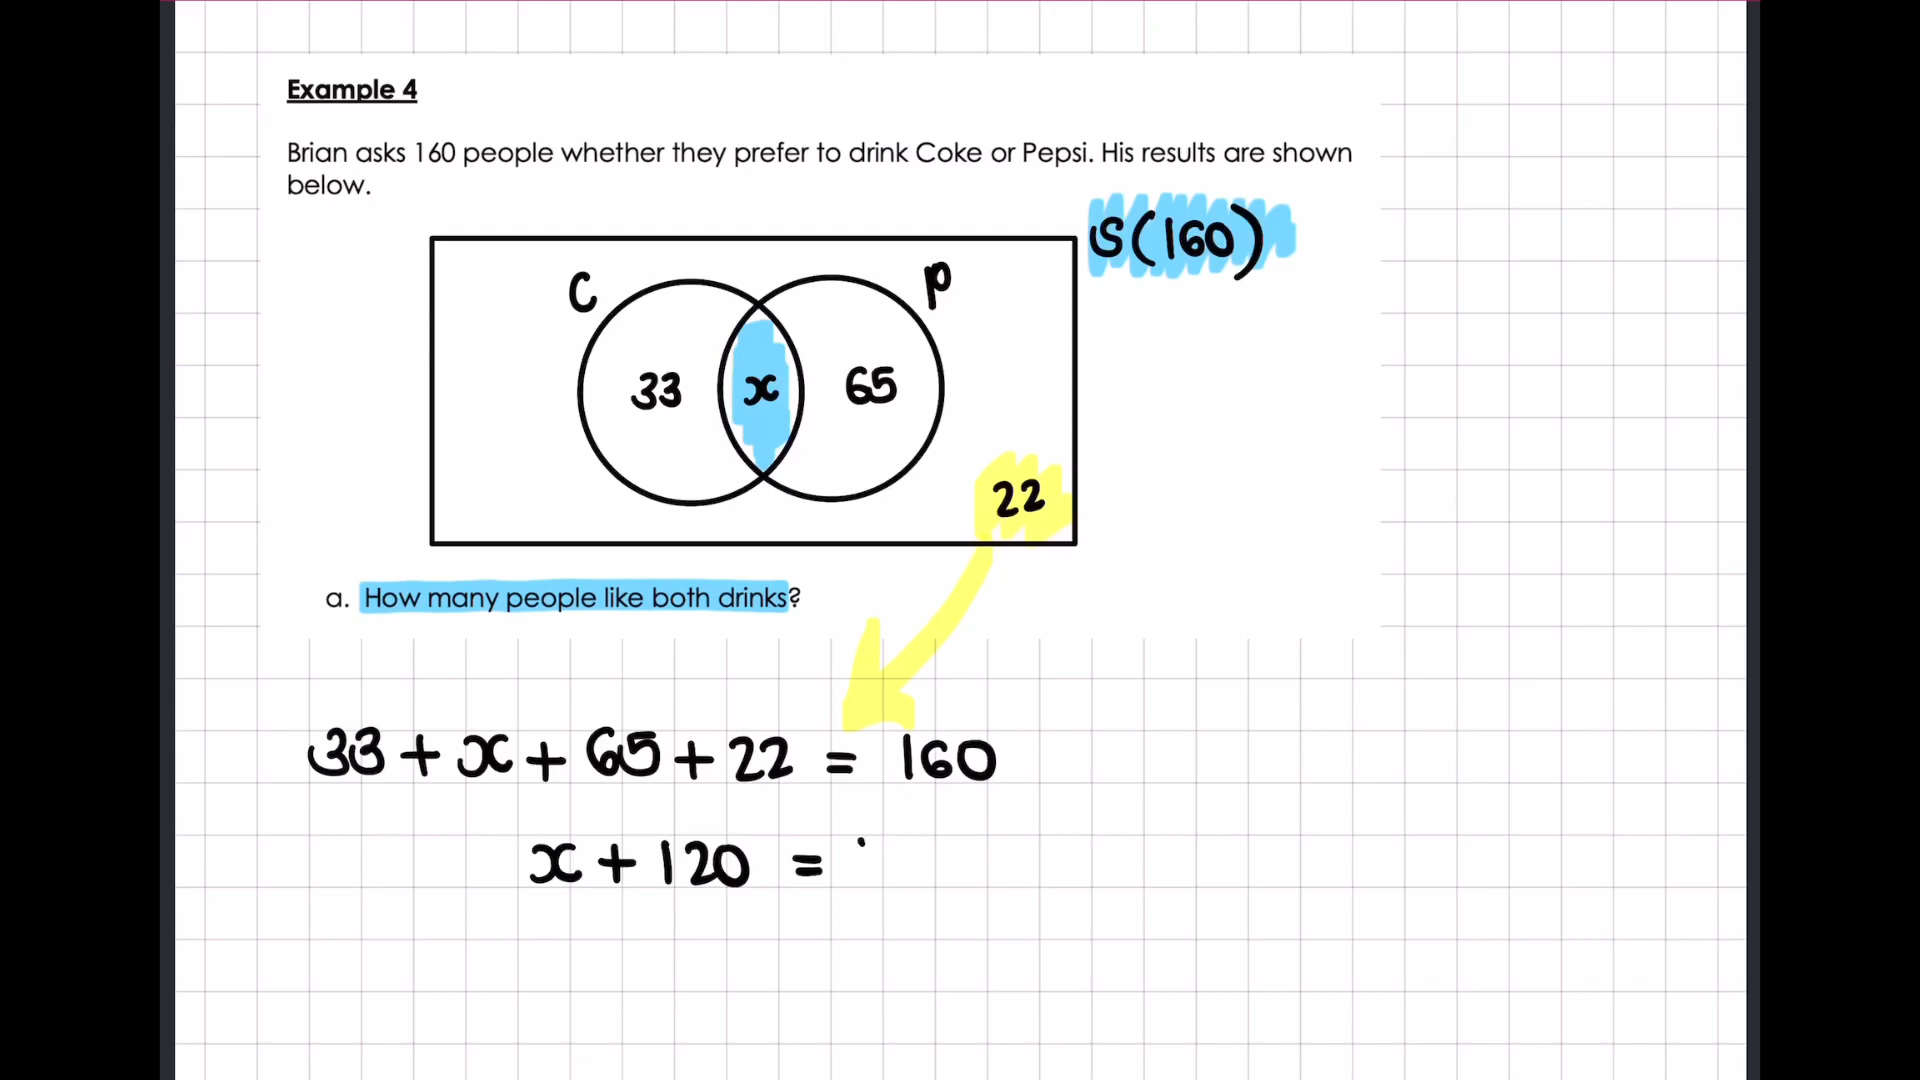 Example 4
Brian asks 160 people whether they prefer to drink Coke or Pepsi. His results are shown
below.
S(160)
C
P
33
x
65
22
a. How many people like both drinks?
33 + x + 65 + 22 = 160
x + 120 =